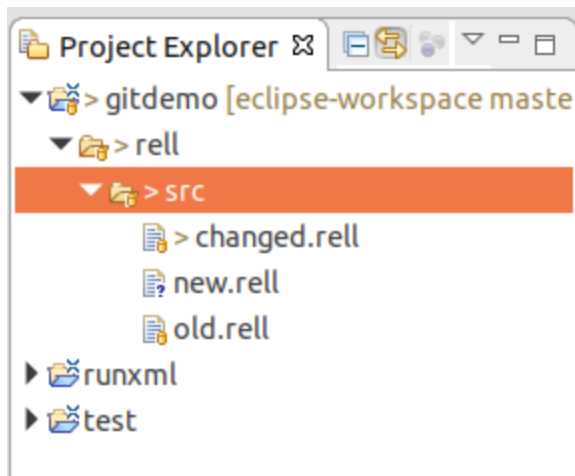 Project Explorer
> gitdemo [eclipse-workspace maste
> rell
> src
> changed.rell
new.rell
old.rell
runxml
test